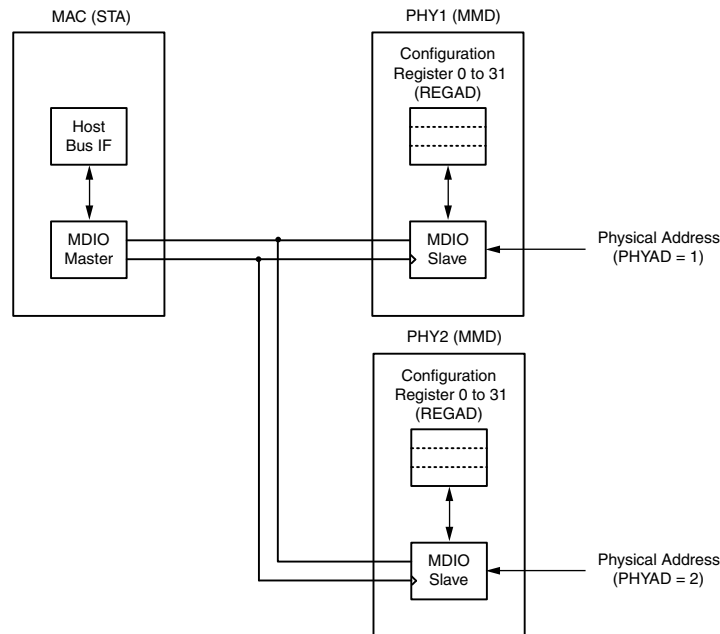 MAC (STA)
Host
Bus IF
MDIO
Master
PHY1 (MMD)
Configuration
Register 0 to 31
(REGAD)
MDIO
Slave
Physical Address
(PHYAD = 1)
PHY2 (MMD)
Configuration
Register 0 to 31
(REGAD)
MDIO
Slave
Physical Address
(PHYAD = 2)